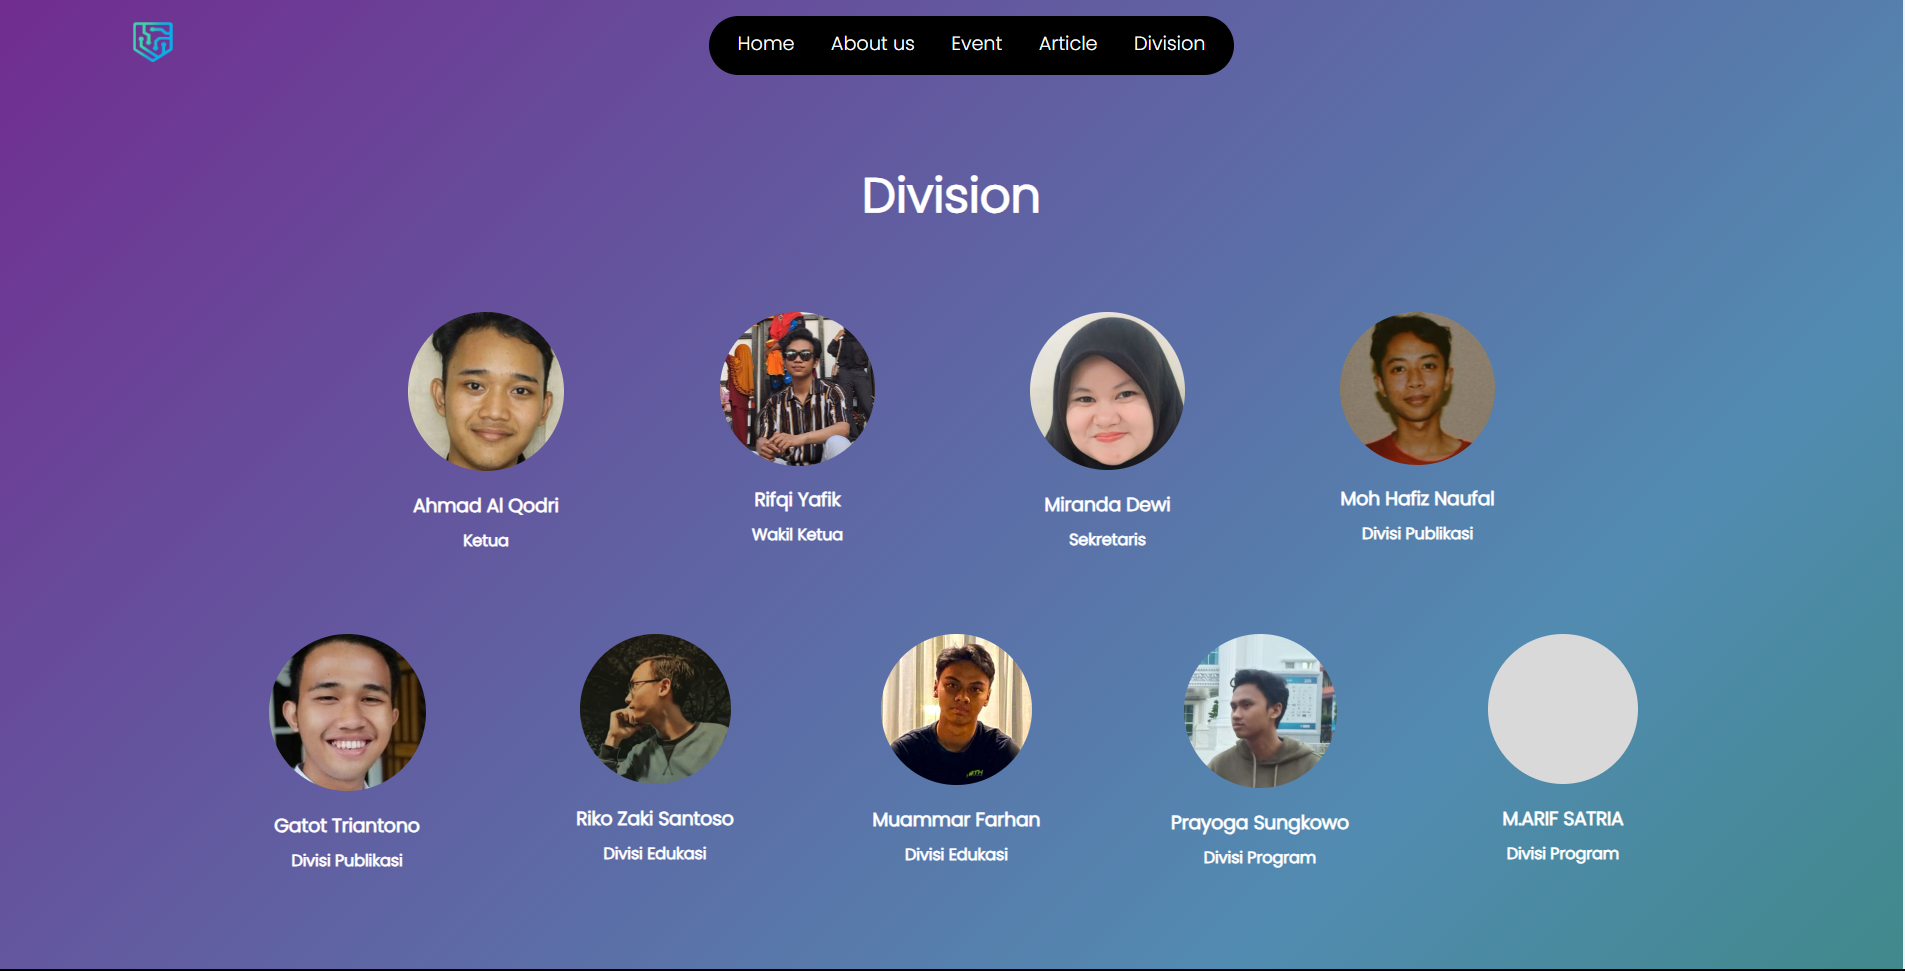 Home About us Event Article Division
Division
Ahmad Al Qodri
Ketua
Rifqi Yafik
Wakil Ketua
Miranda Dewi
Sekretaris
Moh Hafiz Naufal
Divisi Publikasi
Gatot Triantono
Divisi Publikasi
Riko Zaki Santoso
Divisi Edukasi
Muammar Farhan
Divisi Edukasi
Prayoga Sungkowo
Divisi Program
M.ARIF SATRIA
Divisi Program